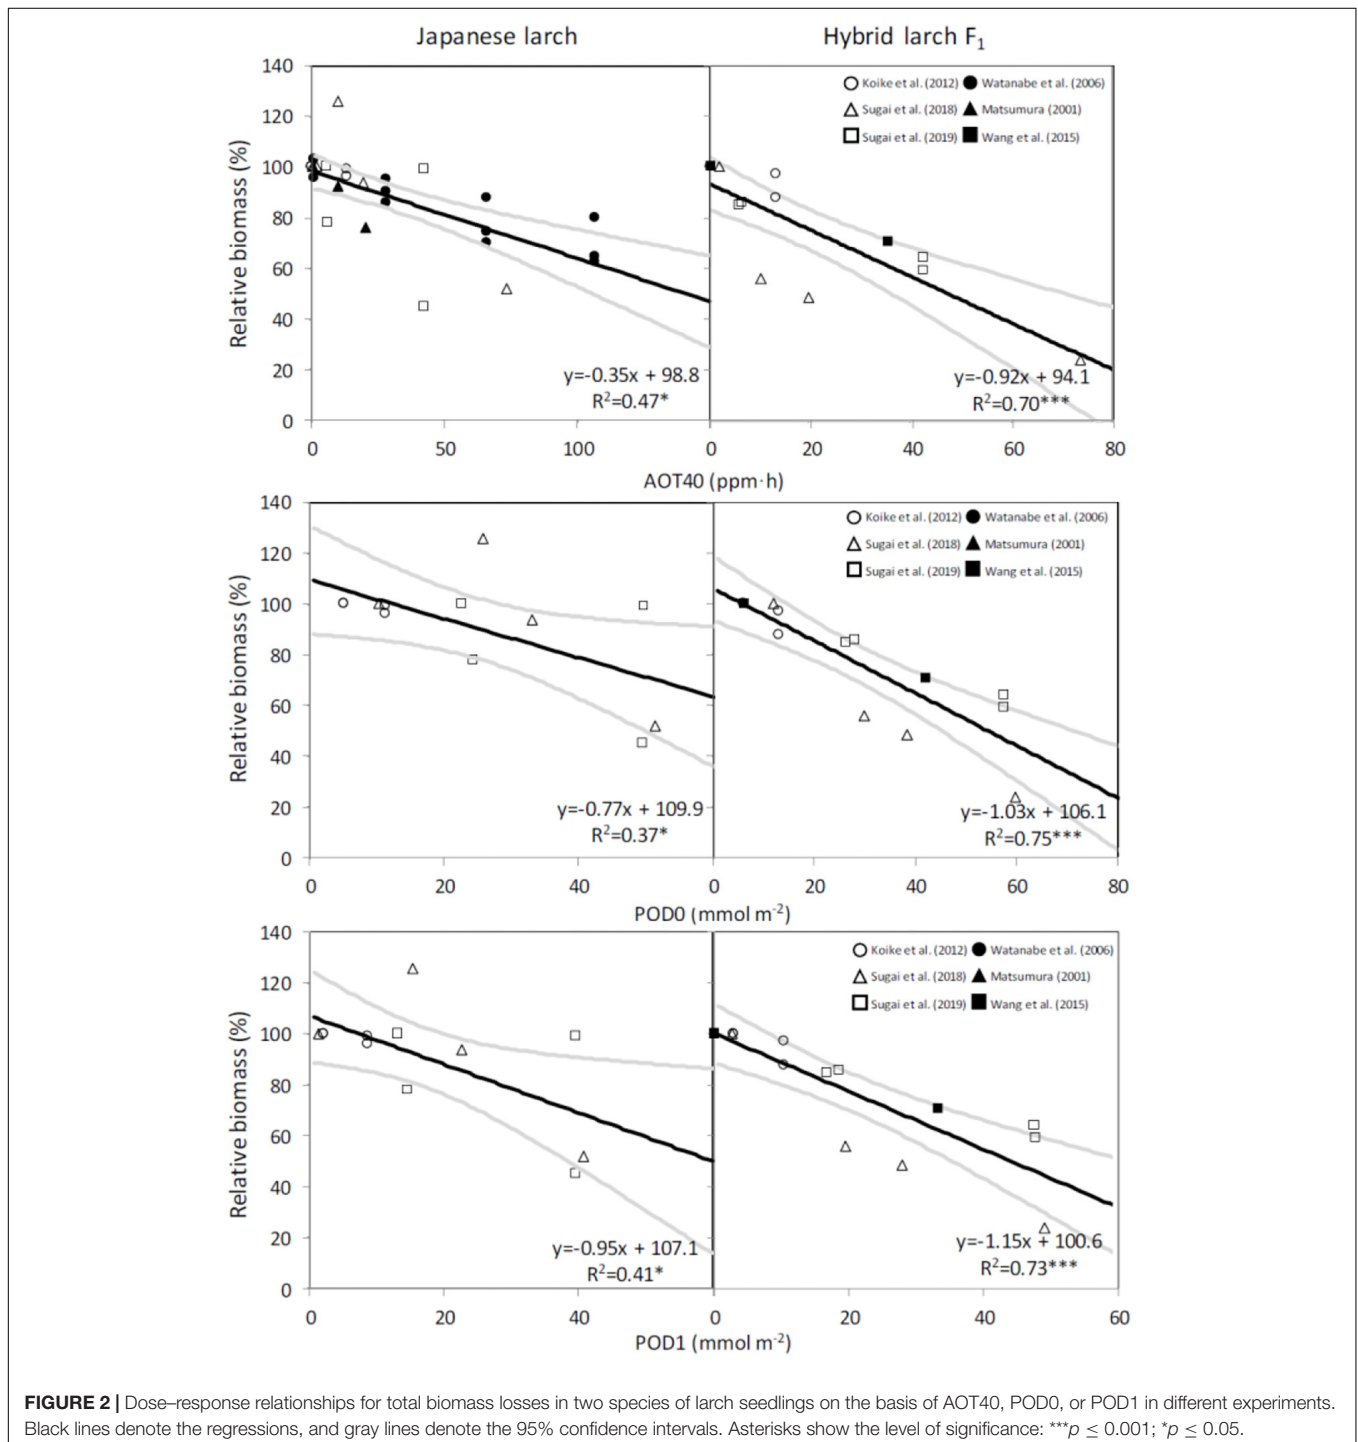 Japanese larch
Hybrid larch F1
Relative biomass (%)
140
120
100
80
60
40
20
0
Koike et al. (2012)
Watanabe et al. (2006)
Sugai et al. (2018)
Matsumura (2001)
Sugai et al. (2019)
Wang et al. (2015)
y=-0.35x + 98.8
R2=0.47*
y=-0.92x + 94.1
R2=0.70***
0
50
100
0
20
40
60
80
AOT40 (ppm·h)
Relative biomass (%)
140
120
100
80
60
40
20
0
Koike et al. (2012)
Watanabe et al. (2006)
Sugai et al. (2018)
Matsumura (2001)
Sugai et al. (2019)
Wang et al. (2015)
y=-0.77x + 109.9
R2=0.37*
y=-1.03x + 106.1
R2=0.75***
0
20
40
0
20
40
60
80
POD0 (mmol m-2)
Relative biomass (%)
140
120
100
80
60
40
20
0
Koike et al. (2012)
Watanabe et al. (2006)
Sugai et al. (2018)
Matsumura (2001)
Sugai et al. (2019)
Wang et al. (2015)
y=-0.95x + 107.1
R2=0.41*
y=-1.15x + 100.6
R2=0.73***
0
20
40
0
20
40
60
POD1 (mmol m-2)
FIGURE 2 | Dose–response relationships for total biomass losses in two species of larch seedlings on the basis of AOT40, POD0, or POD1 in different experiments.
Black lines denote the regressions, and gray lines denote the 95% confidence intervals. Asterisks show the level of significance: ***p ≤ 0.001; *p ≤ 0.05.